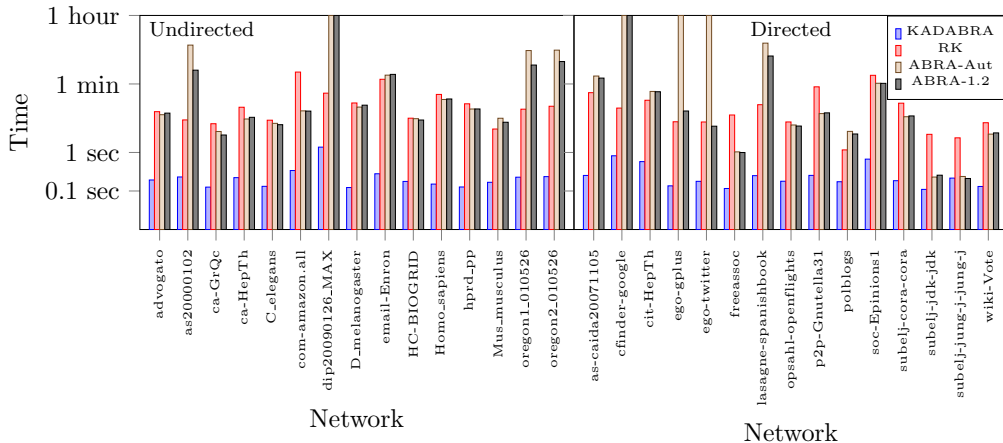 1 hour
1 min
1 sec
0.1 sec
Time
Undirected
Directed
KADABRA
RK
ABRA-Aut
ABRA-1.2
advogato
as20000102
ca-GrQc
ca-HepTh
C_elegans
com-amazon.all
dip20090126_MAX
D_melanogaster
email-Enron
HC-BIOGRID
Homo_sapiens
hprd_pp
Mus_musculus
oregon1_010526
oregon2_010526
as-caida20071105
cfinder-google
cit-HepTh
ego-gplus
ego-twitter
freeassoc
lasagne-spanishbook
opsahl-openflights
p2p-Gnutella31
polblogs
soc-Epinions1
subelj-cora-cora
subelj-jdk-jdk
subelj-jung-j-jung-j
wiki-Vote
Network
Network